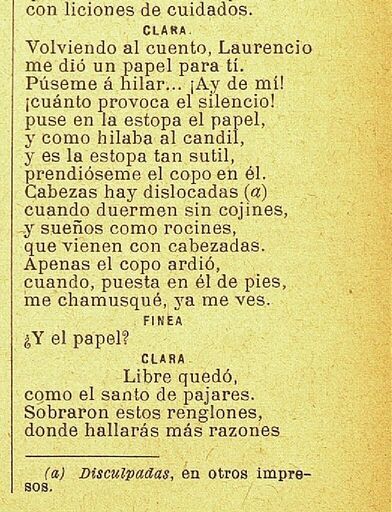 con liciones de cuidados.
CLARA.
Volviendo al cuento, Laurencio
me dió un papel para tí.
Púseme á hilar... ¡Ay de mí!
¡cuánto provoca el silencio!
puse en la estopa el papel,
y como hilaba al candil,
y es la estopa tan sutil,
prendióseme el copo en él.
Cabezas hay dislocadas (a)
cuando duermen sin cojines,
y sueños como rocines,
que vienen con cabezadas.
Apenas el copo ardió,
cuando, puesta en él de pies,
me chamusqué, ya me ves.
FINEA
¿Y el papel?
CLARA.
Libre quedó,
como el santo de pajares.
Sobraron estos renglones,
donde hallarás más razones
(a) Disculpadas, en otros impre-
sos.